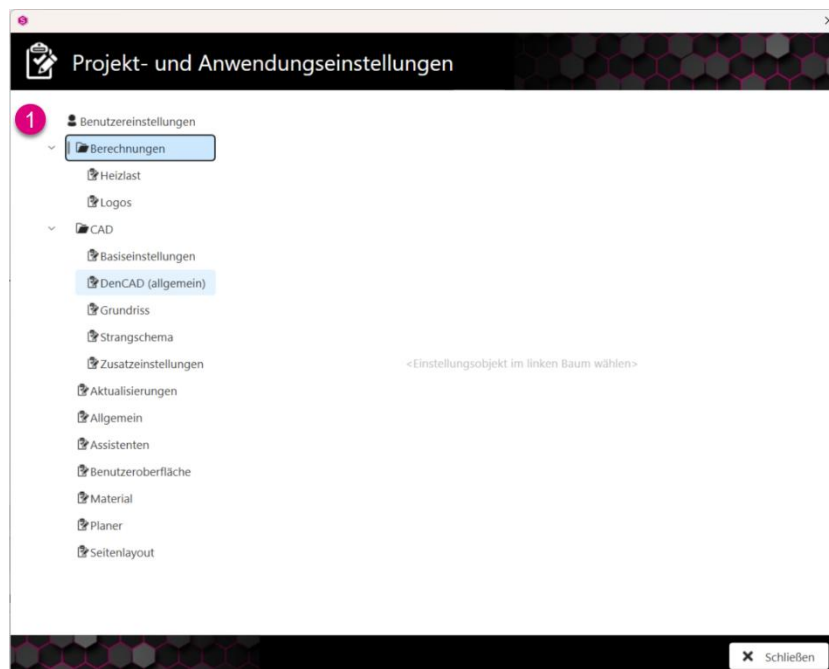 S
Projekt- und Anwendungseinstellungen
1
Benutzereinstellungen
Berechnungen
Heizlast
Logos
CAD
Basiseinstellungen
DenCAD (allgemein)
Grundriss
Strangschema
Zusatzeinstellungen
<Einstellungsobjekt im linken Baum wählen>
Aktualisierungen
Allgemein
Assistenten
Benutzeroberfläche
Material
Planer
Seitenlayout
Schließen